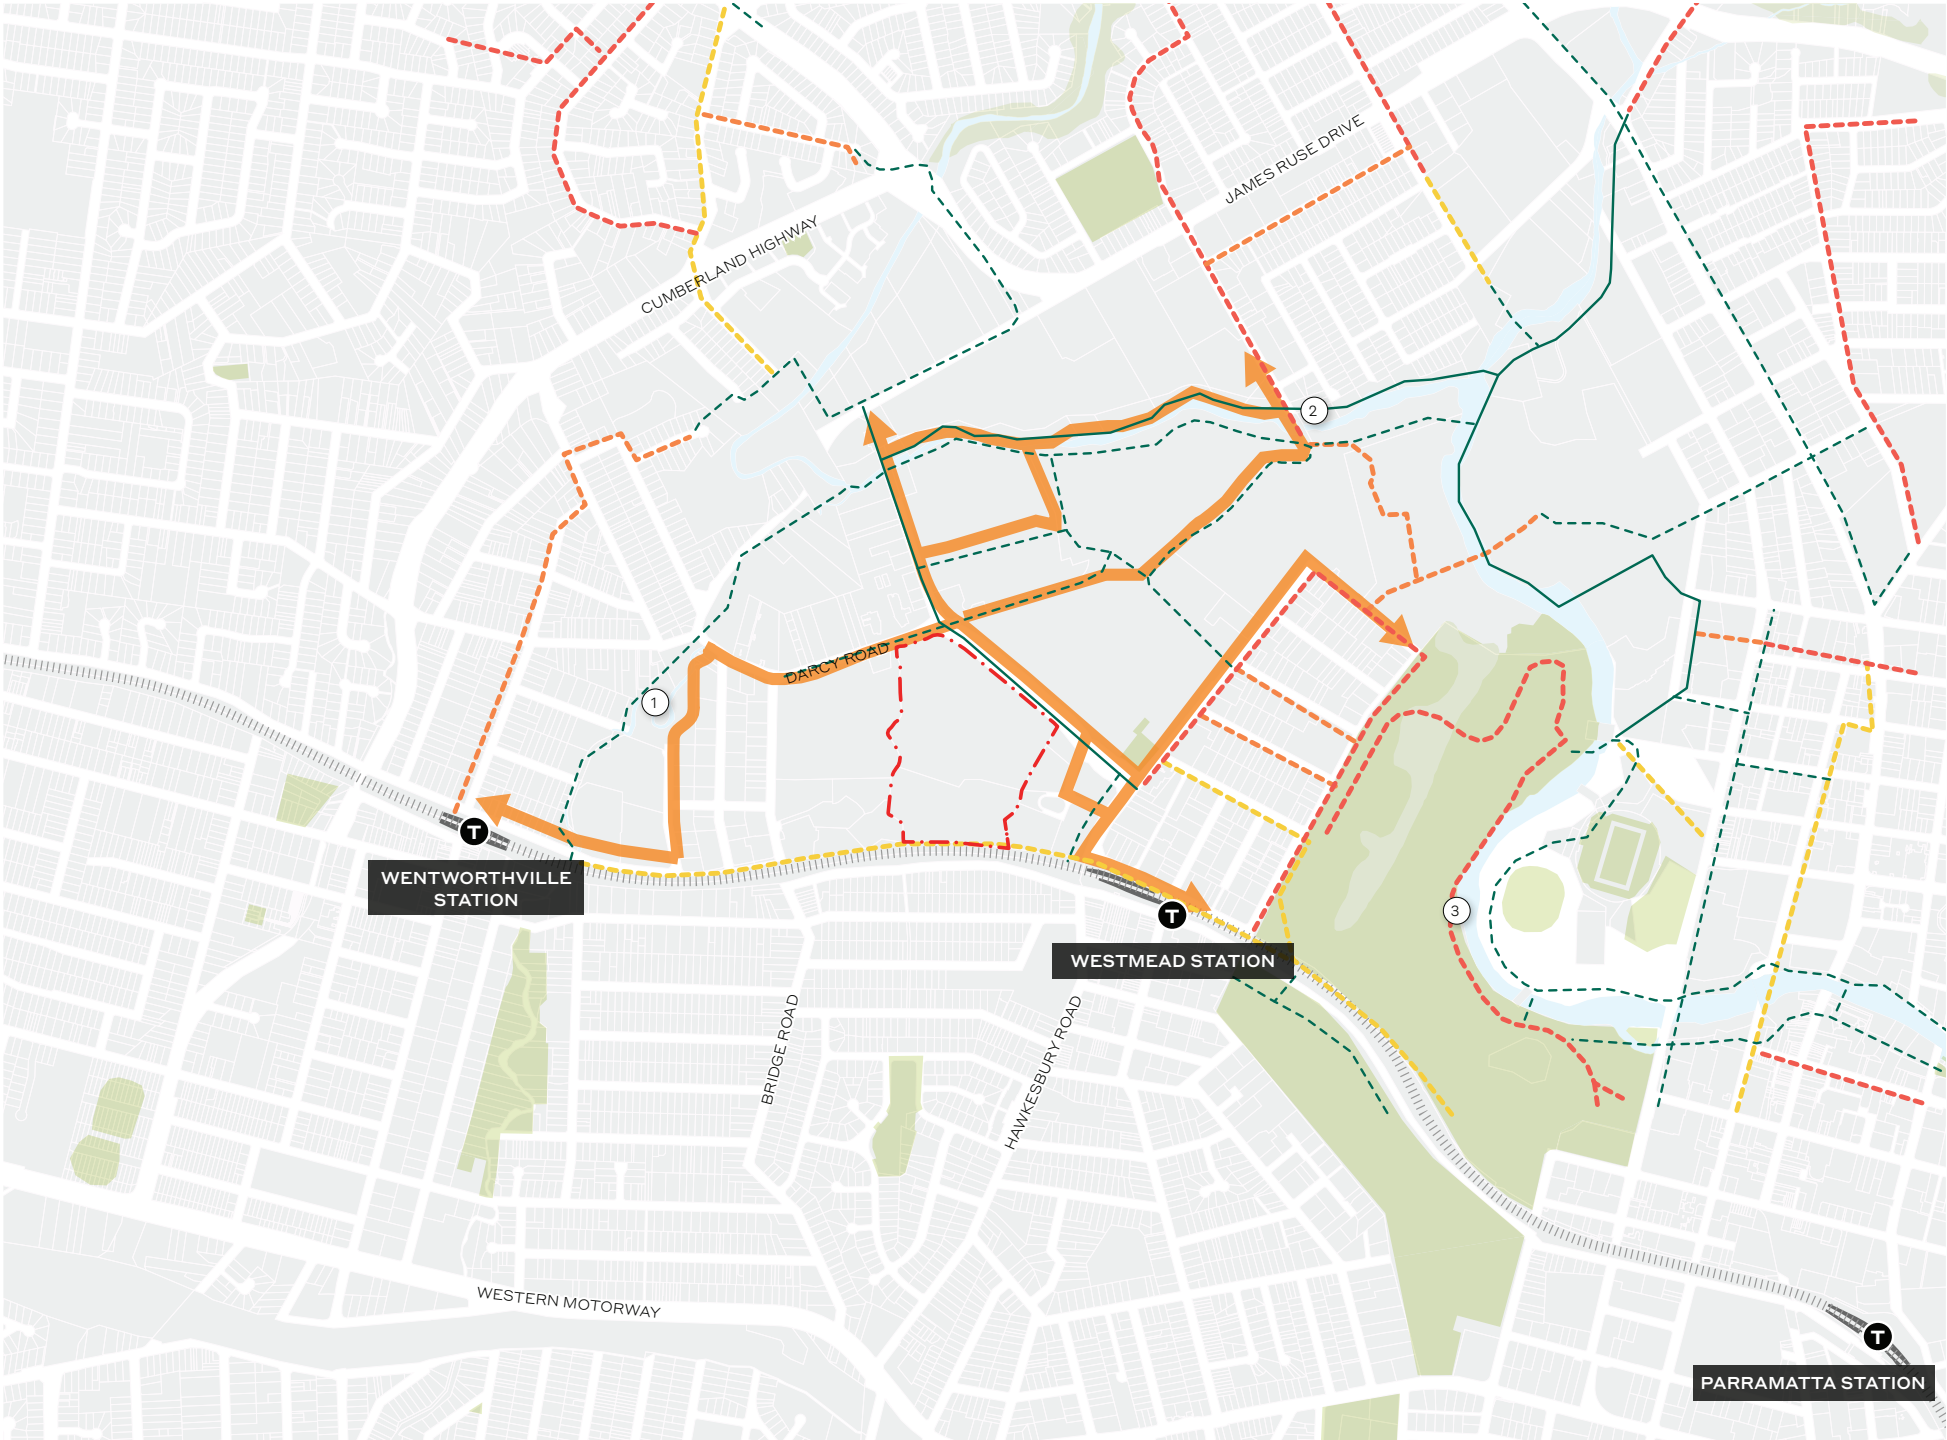 JAMES RUSE DRIVE
CUMBERLAND HIGHWAY
2
DARCY ROAD
1
T
WENTWORTHVILLE
STATION
3
T
WESTMEAD STATION
BRIDGE ROAD
HAWKESBURY ROAD
WESTERN MOTORWAY
T
PARRAMATTA STATION